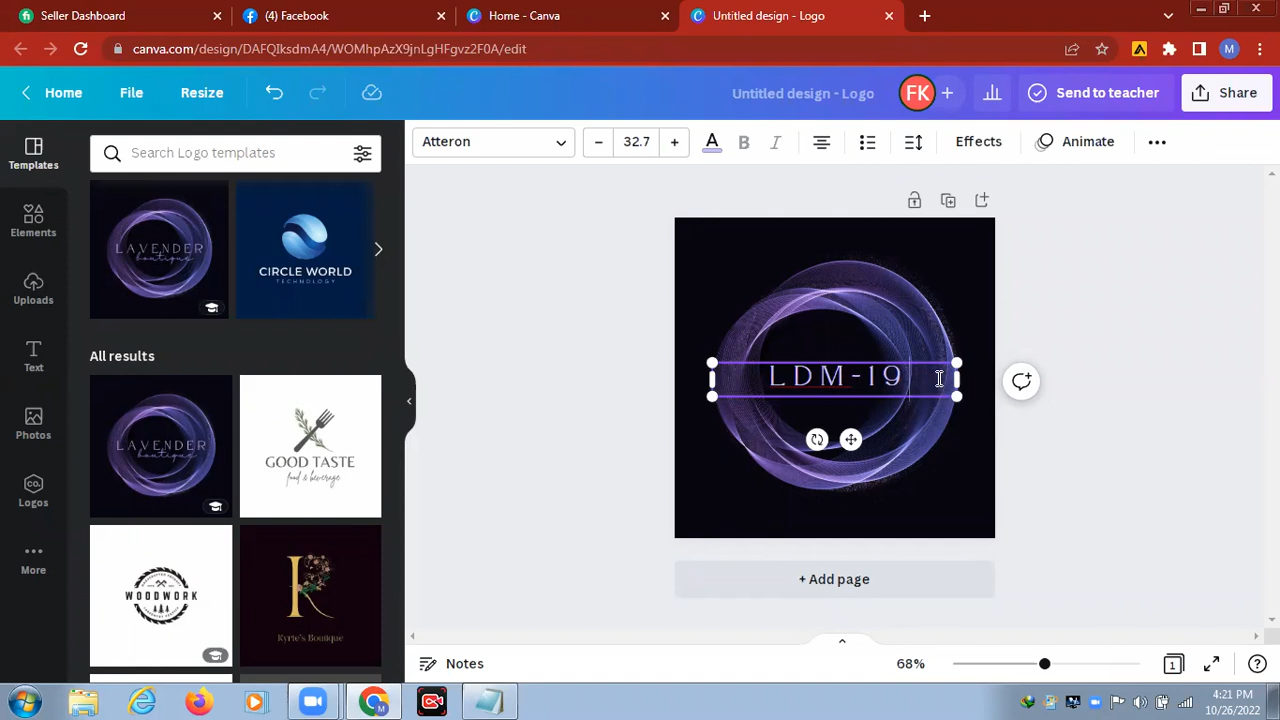 Seller Dashboard
(4) Facebook
Home - Canva
Untitled design - Logo
canva.com/design/DAFQIksdmA4/WOMhpAzX9jnLgHFgvz2F0A/edit
M
Home
File
Resize
Untitled design - Logo
FK
Send to teacher
Share
Templates
Elements
Uploads
Text
Photos
Logos
More
Search Logo templates
Atteron
32.7
A
B
I
Effects
Animate
LAVENDER
boutique
CIRCLE WORLD
TECHNOLOGY
All results
LAVENDER
boutique
GOOD TASTE
food & beverage
WOODWORK
K
Kyrie's Boutique
LDM-19
+ Add page
Notes
68%
1
4:21 PM
10/26/2022